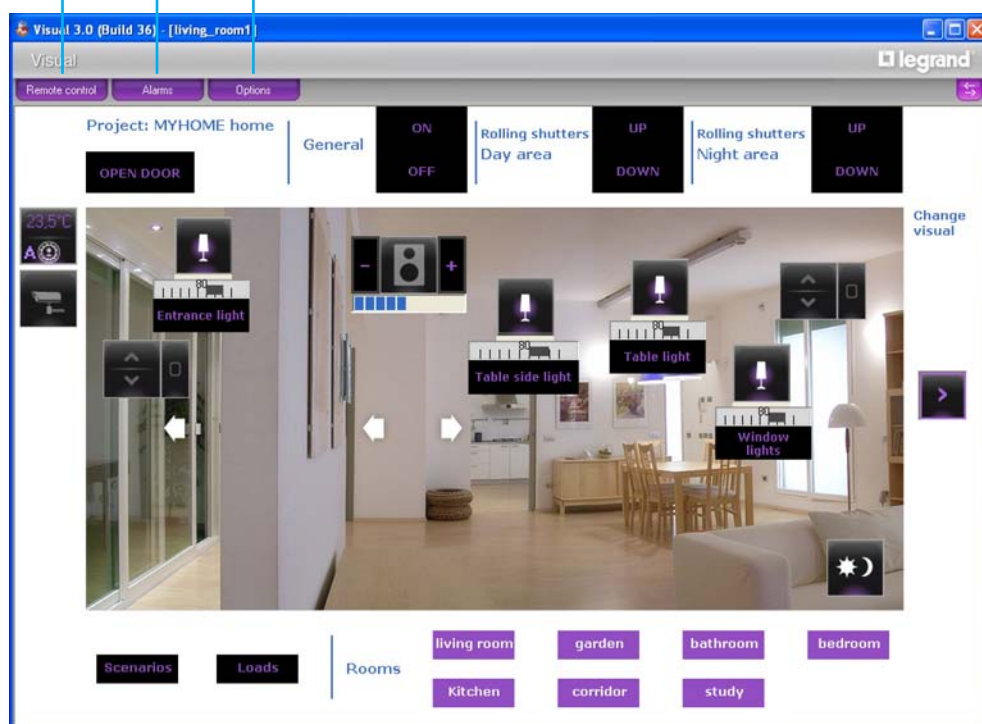 Visual 3.0 (Build 36) - [living_room1]
Visual
legrand
Remote control
Alarms
Options
Project: MYHOME home
OPEN DOOR
General
ON
OFF
Rolling shutters
Day area
UP
DOWN
Rolling shutters
Night area
UP
DOWN
23,5°C
A
Change
visual
- +
80
Entrance light
80
Table side light
80
Table light
80
Window
lights
0
0
>
Scenarios
Loads
Rooms
living room
garden
bathroom
bedroom
Kitchen
corridor
study